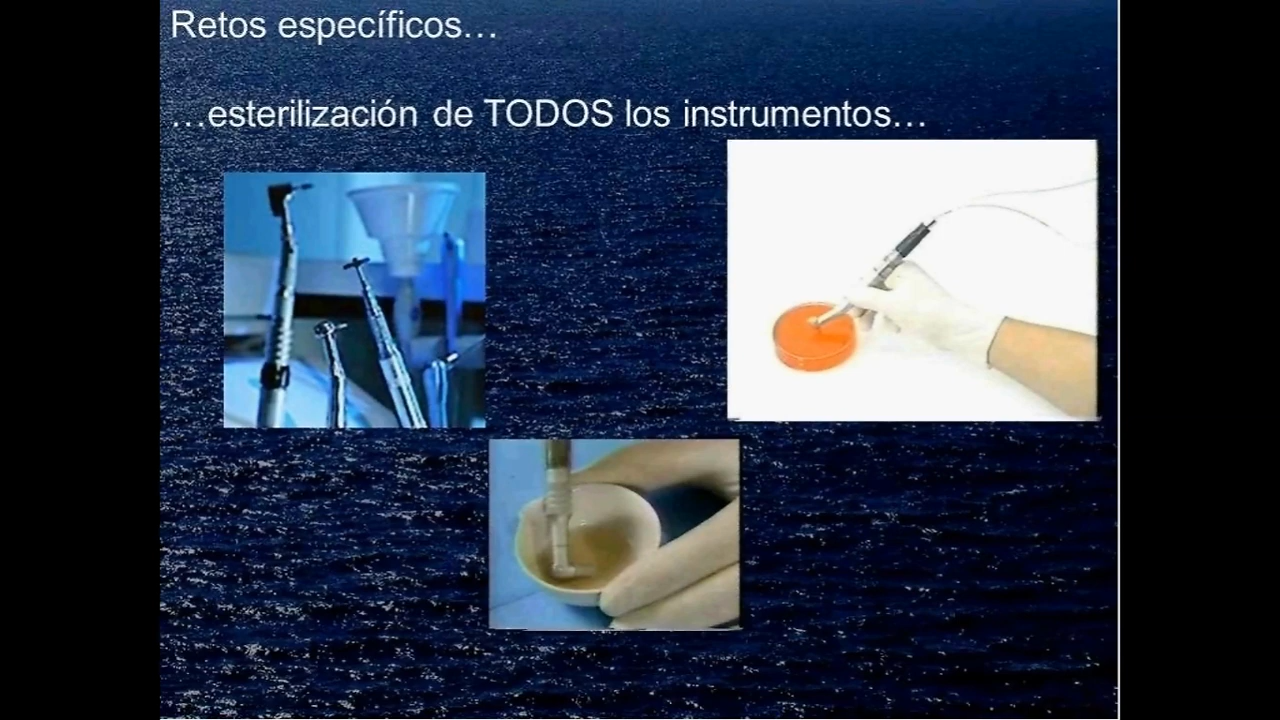 Retos específicos…
…esterilización de TODOS los instrumentos…